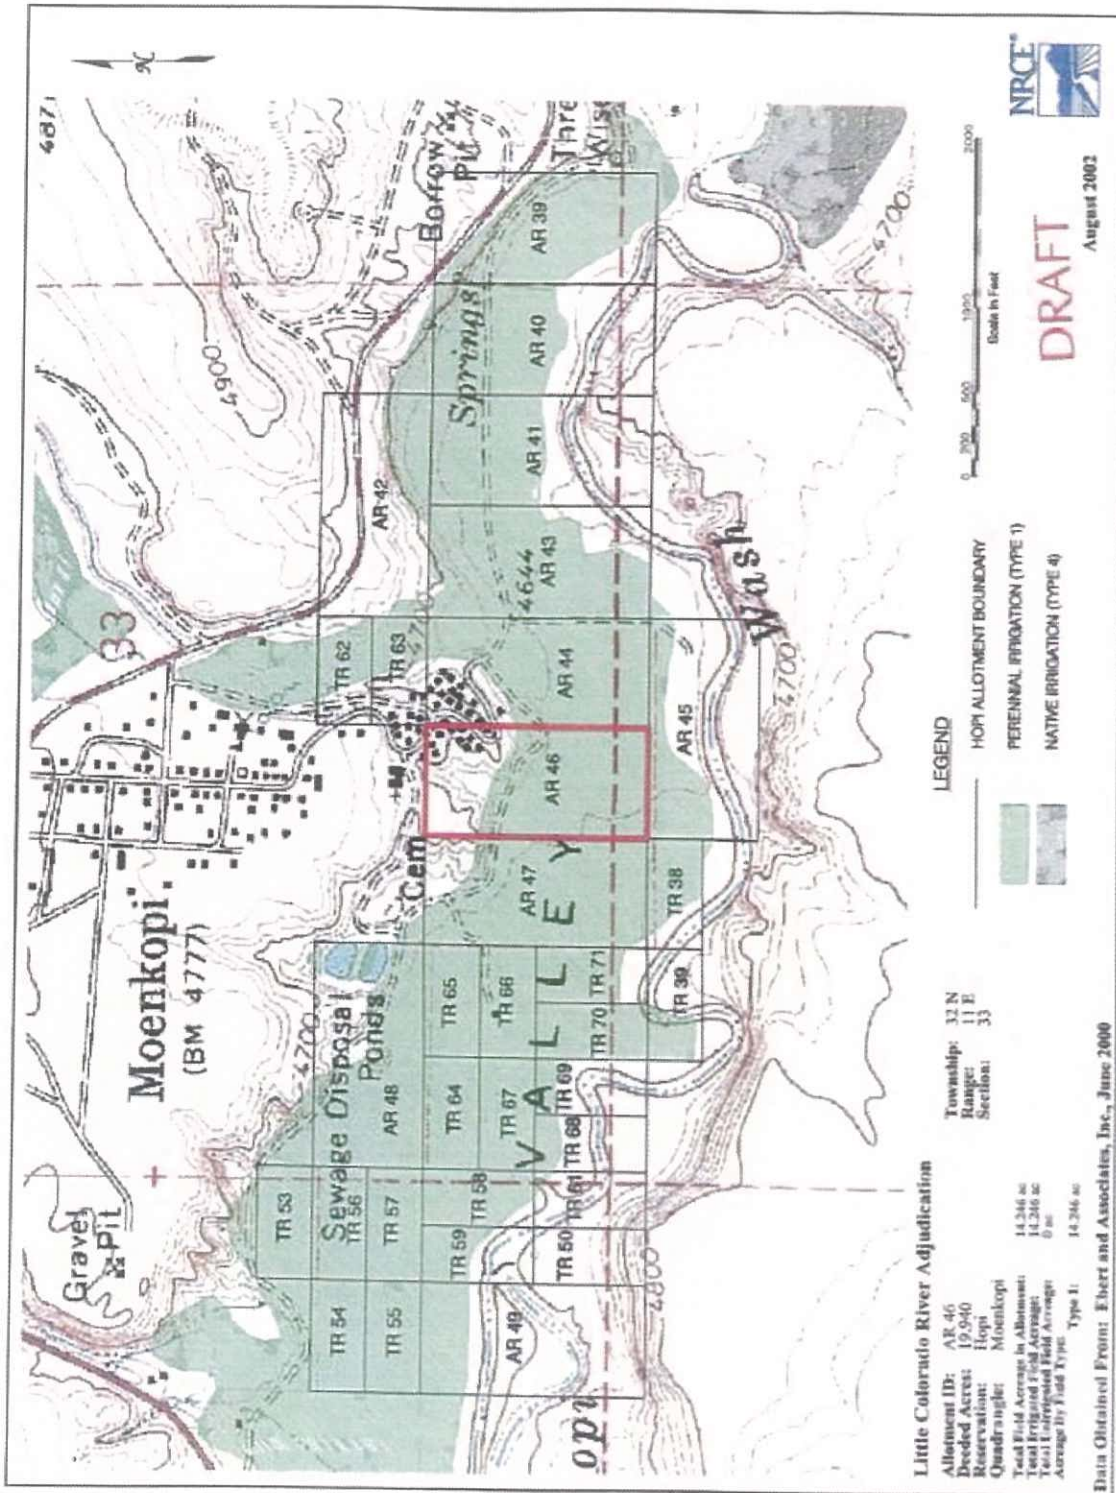 N
4871
Borrow
Pit
Thre
Wise
4900
33
Moenkopi
(BM 4777)
Gravel
Pit
4700
Sewage Disposal
Ponds
Cem
Springs
4644
4700
V A L L E Y
Wash
4700
4700
4800
opi
AR 39
AR 40
AR 41
AR 42
AR 43
AR 44
AR 45
AR 46
AR 47
AR 48
AR 49
TR 62
TR 63
TR 38
TR 39
TR 65
TR 66
TR 71
TR 70
TR 64
TR 67
TR 69
TR 68
TR 61
TR 53
TR 56
TR 57
TR 58
TR 59
TR 50
TR 54
TR 55
Little Colorado River Adjudication
Allotment ID: AR 46
Deeded Acres: 19.940
Reservation: Hopi
Quadrangle: Moenkopi
Township: 32 N
Range: 11 E
Section: 33
Total Field Acreage in Allotment: 14.246 ac
Total Irrigated Field Acreage: 14.246 ac
Total Unirrigated Field Acreage: 0 ac
Acreage By Field Type: Type 1: 14.246 ac
Data Obtained From: Ebert and Associates, Inc., June 2000
LEGEND
HOPI ALLOTMENT BOUNDARY
PERENNIAL IRRIGATION (TYPE 1)
NATIVE IRRIGATION (TYPE 4)
0 250 500 1000 2000
Scale in Feet
DRAFT
August 2002
NRCE